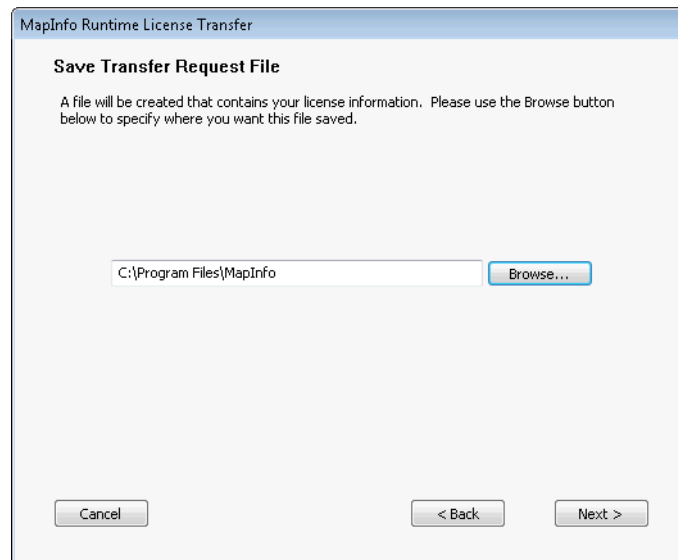 MapInfo Runtime License Transfer
Save Transfer Request File
A file will be created that contains your license information.  Please use the Browse button
below to specify where you want this file saved.
C:\Program Files\MapInfo
Browse...
Cancel
< Back
Next >